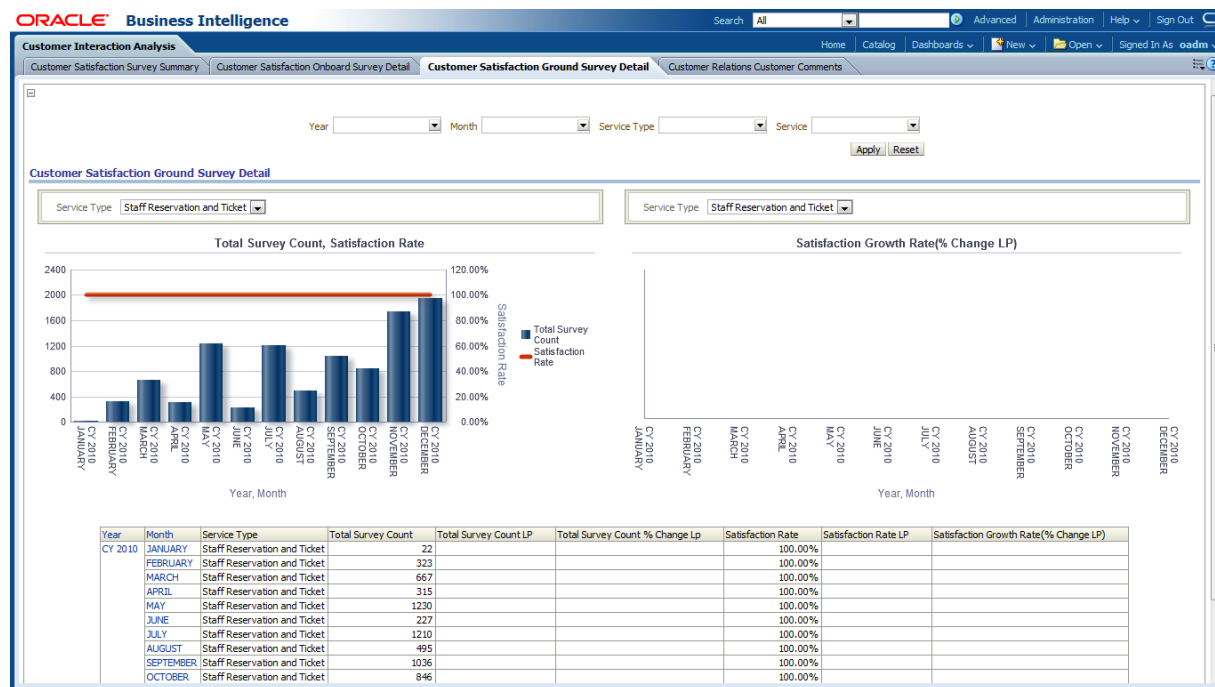 ORACLE Business Intelligence
Search All Advanced Administration Help Sign Out
Customer Interaction Analysis
Home Catalog Dashboards New Open Signed In As oadm
Customer Satisfaction Survey Summary Customer Satisfaction Onboard Survey Detail Customer Satisfaction Ground Survey Detail Customer Relations Customer Comments
Year Month Service Type Service
Apply Reset
Customer Satisfaction Ground Survey Detail
Service Type Staff Reservation and Ticket
Service Type Staff Reservation and Ticket
Total Survey Count, Satisfaction Rate
2400
2000
1600
1200
800
400
0
120.00%
100.00%
80.00%
60.00%
40.00%
20.00%
0.00%
Satisfaction Rate
Total Survey Count
Satisfaction Rate
CY 2010 JANUARY
CY 2010 FEBRUARY
CY 2010 MARCH
CY 2010 APRIL
CY 2010 MAY
CY 2010 JUNE
CY 2010 JULY
CY 2010 AUGUST
CY 2010 SEPTEMBER
CY 2010 OCTOBER
CY 2010 NOVEMBER
CY 2010 DECEMBER
Year, Month
Satisfaction Growth Rate(% Change LP)
CY 2010 JANUARY
CY 2010 FEBRUARY
CY 2010 MARCH
CY 2010 APRIL
CY 2010 MAY
CY 2010 JUNE
CY 2010 JULY
CY 2010 AUGUST
CY 2010 SEPTEMBER
CY 2010 OCTOBER
CY 2010 NOVEMBER
CY 2010 DECEMBER
Year, Month
Year Month Service Type Total Survey Count Total Survey Count LP Total Survey Count % Change Lp Satisfaction Rate Satisfaction Rate LP Satisfaction Growth Rate(% Change LP)
CY 2010 JANUARY Staff Reservation and Ticket 22 100.00%
FEBRUARY Staff Reservation and Ticket 323 100.00%
MARCH Staff Reservation and Ticket 667 100.00%
APRIL Staff Reservation and Ticket 315 100.00%
MAY Staff Reservation and Ticket 1230 100.00%
JUNE Staff Reservation and Ticket 227 100.00%
JULY Staff Reservation and Ticket 1210 100.00%
AUGUST Staff Reservation and Ticket 495 100.00%
SEPTEMBER Staff Reservation and Ticket 1036 100.00%
OCTOBER Staff Reservation and Ticket 846 100.00%